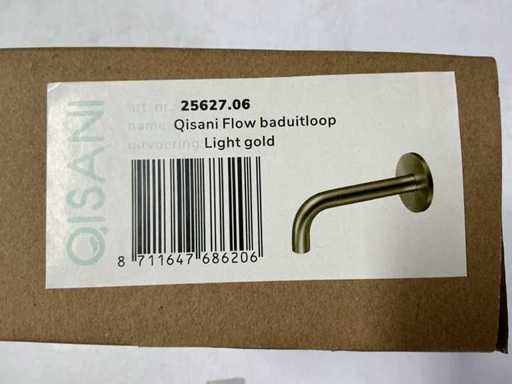 QISANI
art. nr.: 25627.06
name: Qisani Flow baduitloop
uitvoering: Light gold
8 711647 686206